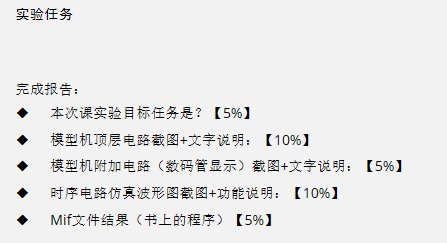 实验任务
完成报告：
◆ 本次课实验目标任务是？【5%】
◆ 模型机顶层电路截图+文字说明：【10%】
◆ 模型机附加电路（数码管显示）截图+文字说明：【5%】
◆ 时序电路仿真波形图截图+功能说明：【10%】
◆ Mif文件结果（书上的程序）【5%】